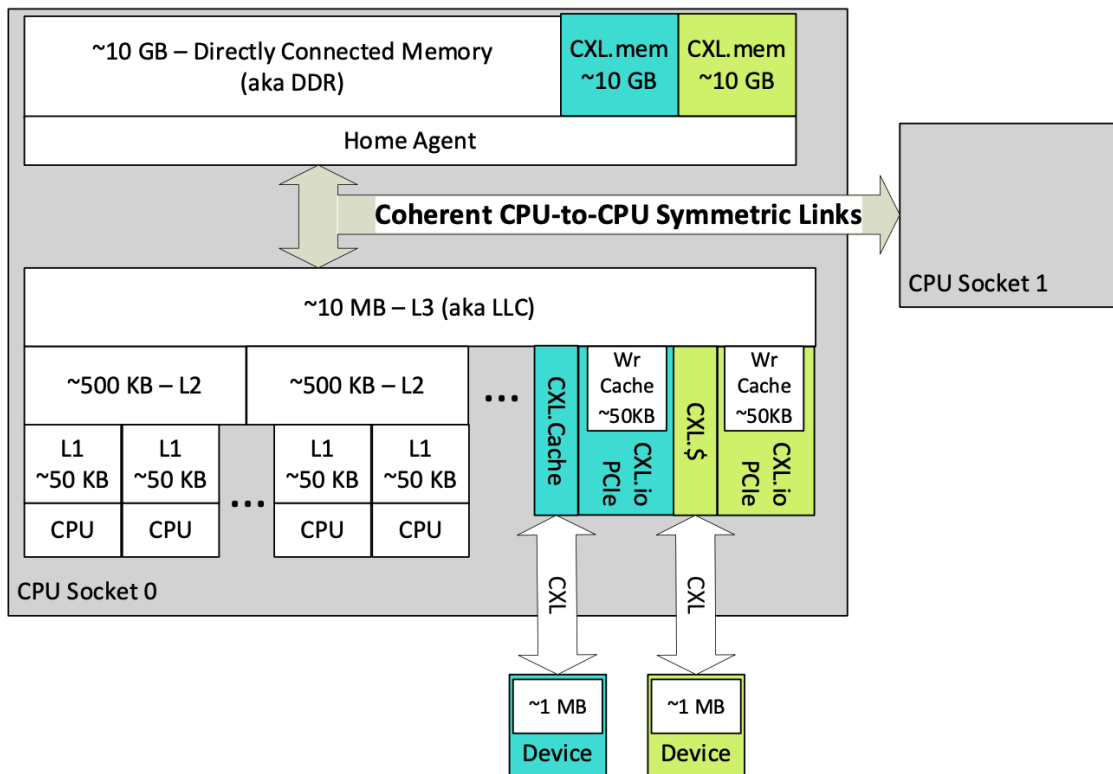 ~10 GB – Directly Connected Memory
(aka DDR)
CXL.mem
~10 GB
CXL.mem
~10 GB
Home Agent
Coherent CPU-to-CPU Symmetric Links
CPU Socket 1
~10 MB – L3 (aka LLC)
~500 KB – L2
~500 KB – L2
...
L1
~50 KB
L1
~50 KB
...
L1
~50 KB
L1
~50 KB
CPU
CPU
CPU
CPU
CXL.Cache
Wr
Cache
~50KB
CXL.io
PCIe
CXL.$
Wr
Cache
~50KB
CXL.io
PCIe
CPU Socket 0
CXL
CXL
~1 MB
Device
~1 MB
Device